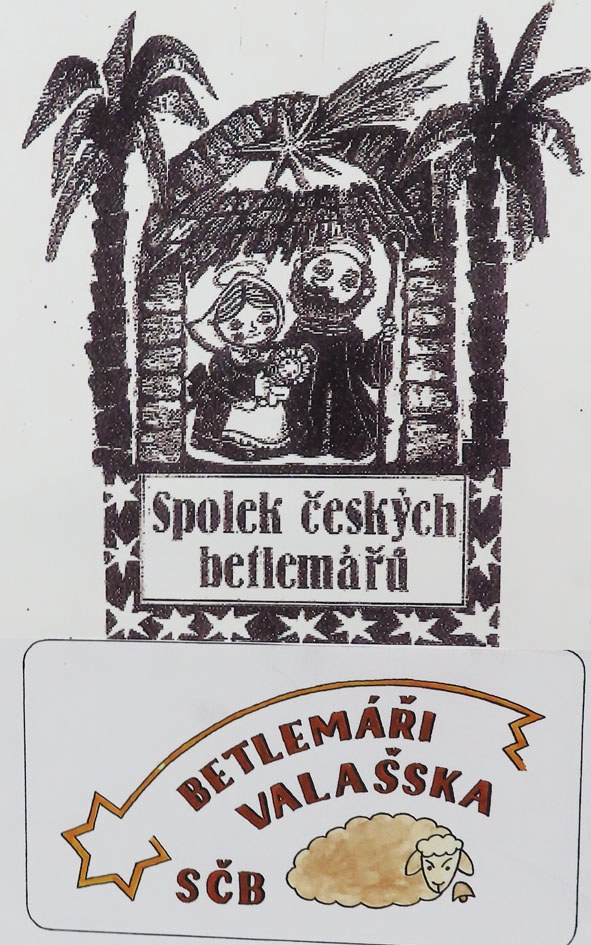 Spolek českých
betlemářů
BETLEMÁŘI
VALAŠSKA
SČB